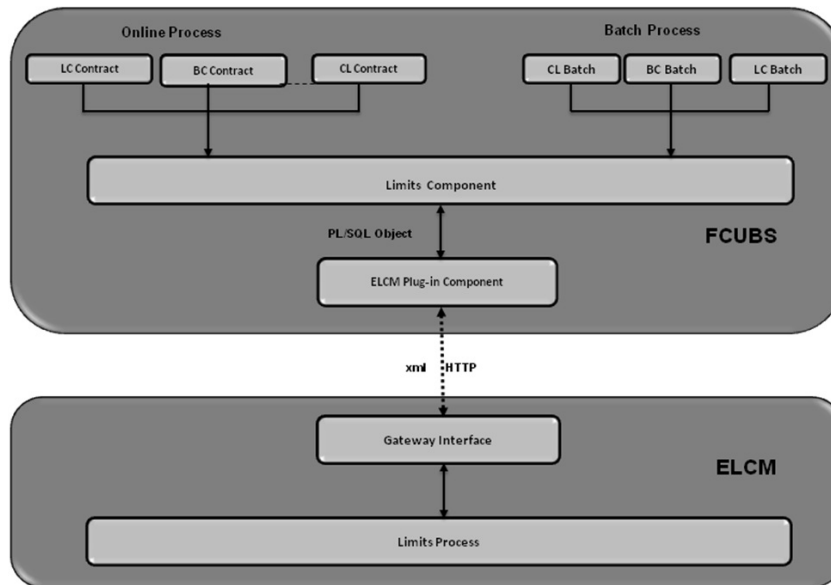 Online Process
Batch Process
LC Contract
BC Contract
CL Contract
CL Batch
BC Batch
LC Batch
Limits Component
PL/SQL Object
FCUBS
ELCM Plug-in Component
xml
HTTP
Gateway Interface
ELCM
Limits Process